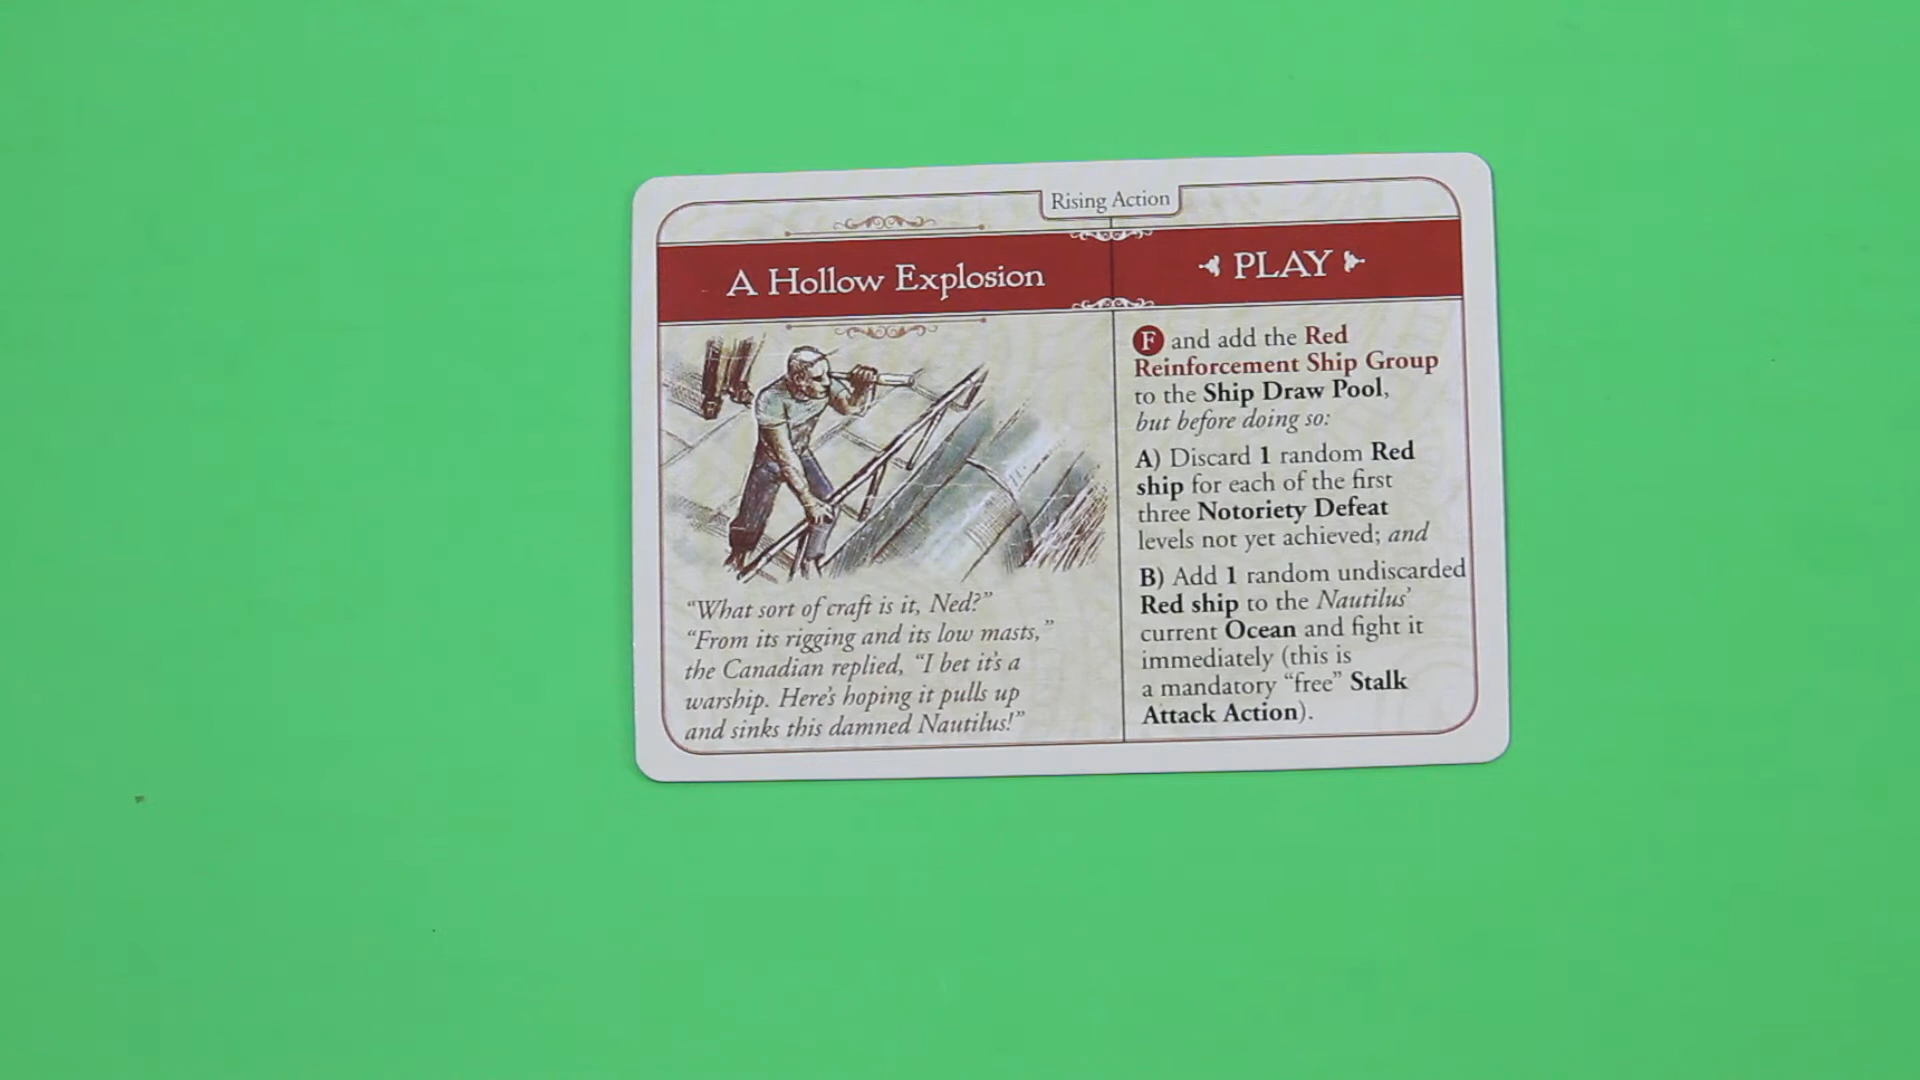 Rising Action
A Hollow Explosion
PLAY
"What sort of craft is it, Ned?"
"From its rigging and its low masts,"
the Canadian replied, "I bet it's a
warship. Here's hoping it pulls up
and sinks this damned Nautilus!"
F and add the Red
Reinforcement Ship Group
to the Ship Draw Pool,
but before doing so:
A) Discard 1 random Red
ship for each of the first
three Notoriety Defeat
levels not yet achieved; and
B) Add 1 random undiscarded
Red ship to the Nautilus'
current Ocean and fight it
immediately (this is
a mandatory "free" Stalk
Attack Action).